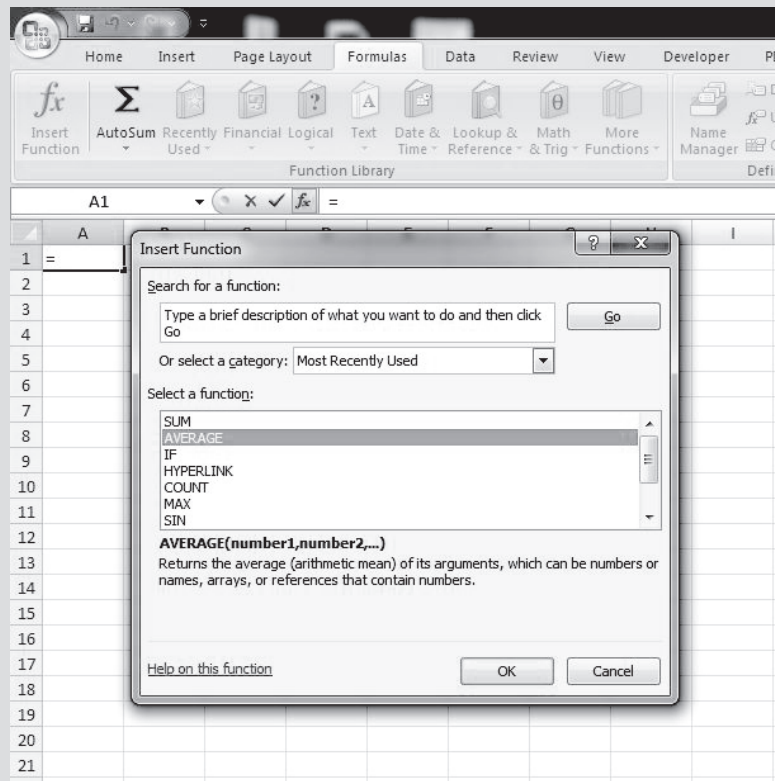 Home Insert Page Layout Formulas Data Review View Developer
fx Σ ? A θ
Insert Function AutoSum Recently Used Financial Logical Text Date & Time Lookup & Reference Math & Trig More Functions Name Manager
Function Library Defi
A1 fx =
A I
1 =
2
3
4
5
6
7
8
9
10
11
12
13
14
15
16
17
18
19
20
21
Insert Function
?
X
Search for a function:
Type a brief description of what you want to do and then click
Go
Go
Or select a category: Most Recently Used
Select a function:
SUM
AVERAGE
IF
HYPERLINK
COUNT
MAX
SIN
AVERAGE(number1,number2,...)
Returns the average (arithmetic mean) of its arguments, which can be numbers or
names, arrays, or references that contain numbers.
Help on this function
OK Cancel